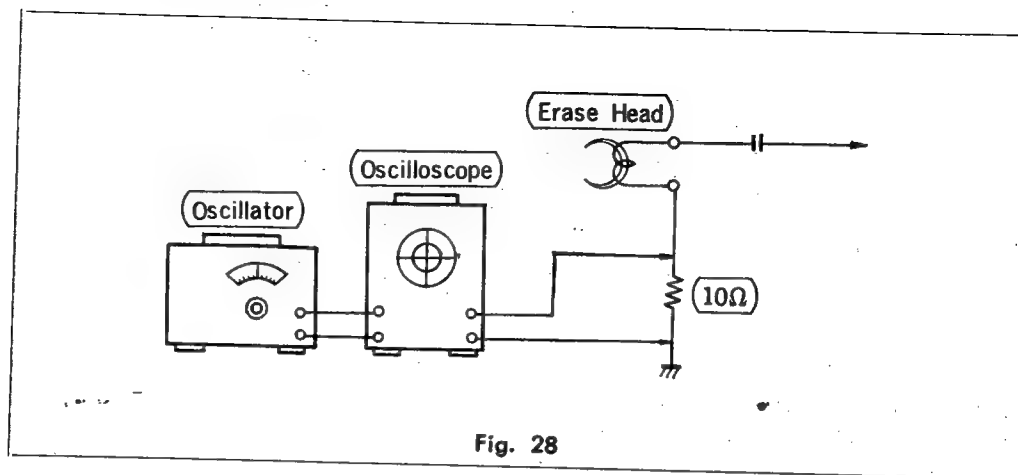 Erase Head
Oscilloscope
Oscillator
10Ω
Fig. 28